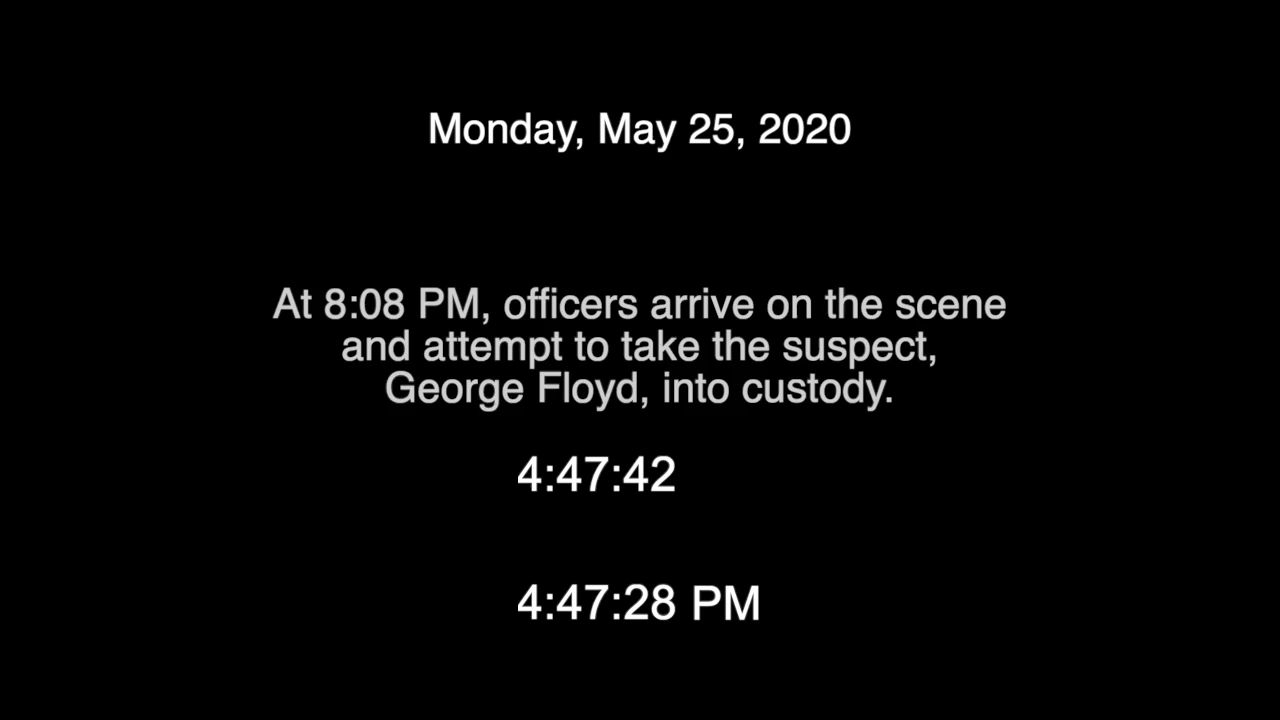 Monday, May 25, 2020
At 8:08 PM, officers arrive on the scene
and attempt to take the suspect,
George Floyd, into custody.
4:47:42
4:47:28 PM